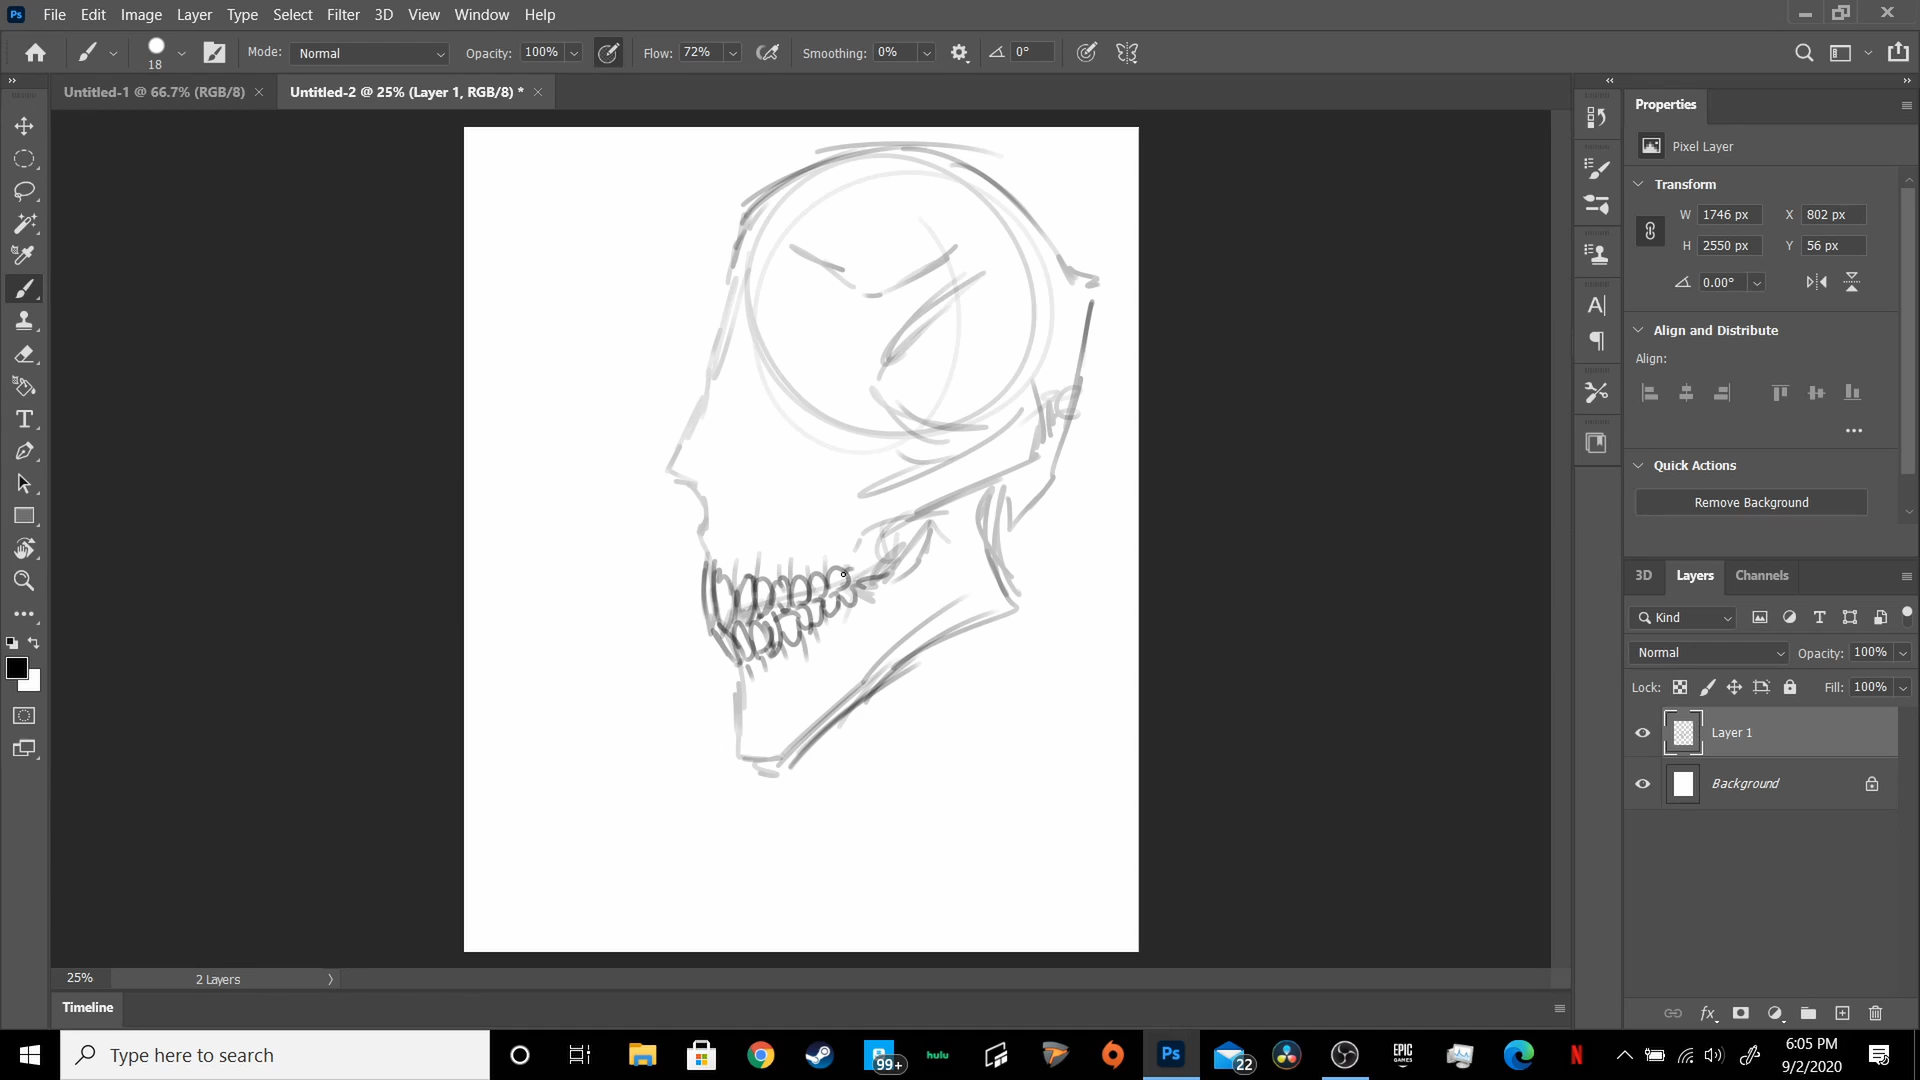 Ps File Edit Image Layer Type Select Filter 3D View Window Help
18 Mode: Normal Opacity: 100% Flow: 72% Smoothing: 0% 0°
Untitled-1 @ 66.7% (RGB/8) Untitled-2 @ 25% (Layer 1, RGB/8) *
Properties
Pixel Layer
Transform
W 1746 px X 802 px
H 2550 px Y 56 px
0.00°
Align and Distribute
Align:
Quick Actions
Remove Background
3D Layers Channels
Kind
Normal Opacity: 100%
Lock: Fill: 100%
Layer 1
Background
25% 2 Layers
Timeline
Type here to search
99+
hulu
EPIC GAMES
Ps
22
N
6:05 PM
9/2/2020